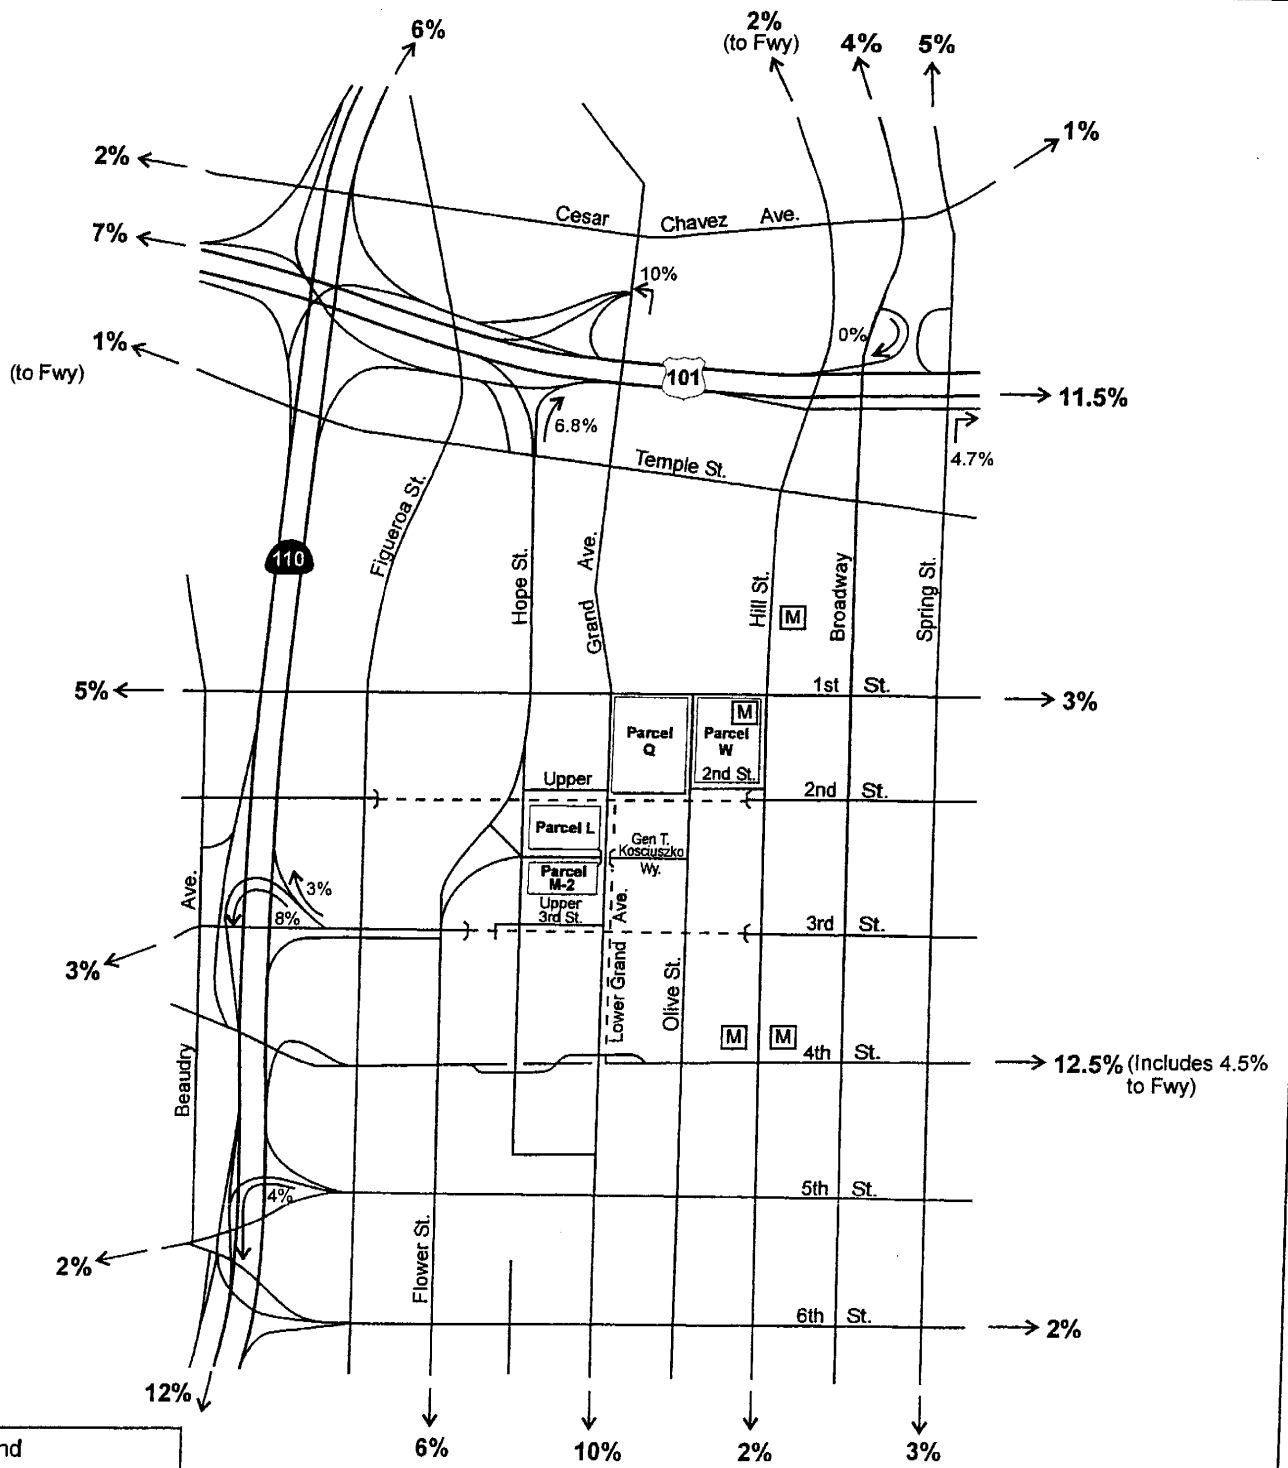 6%
2%
(to Fwy)
4%
5%
1%
2%
7%
Cesar Chavez Ave.
10%
1%
(to Fwy)
0%
101
11.5%
6.8%
4.7%
Temple St.
110
Figueroa St.
Hope St.
Grand Ave.
Hill St.
M
Broadway
Spring St.
5%
1st St.
3%
Parcel
Q
M
Parcel
W
2nd St.
Upper
2nd St.
Parcel L
Gen T.
Kosciuszko
Wy.
Parcel
M-2
Upper
3rd St.
3%
8%
Ave.
3rd St.
3%
Lower Grand Ave.
Olive St.
M
M
4th St.
12.5% (Includes 4.5%
to Fwy)
Beaudry
4%
5th St.
2%
Flower St.
6th St.
2%
12%
6%
10%
2%
3%
nd